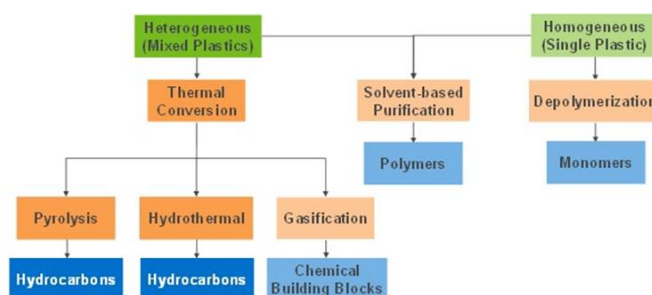 Heterogeneous
(Mixed Plastics)
Homogeneous
(Single Plastic)
Thermal
Conversion
Solvent-based
Purification
Depolymerization
Polymers
Monomers
Pyrolysis
Hydrothermal
Gasification
Hydrocarbons
Hydrocarbons
Chemical
Building Blocks